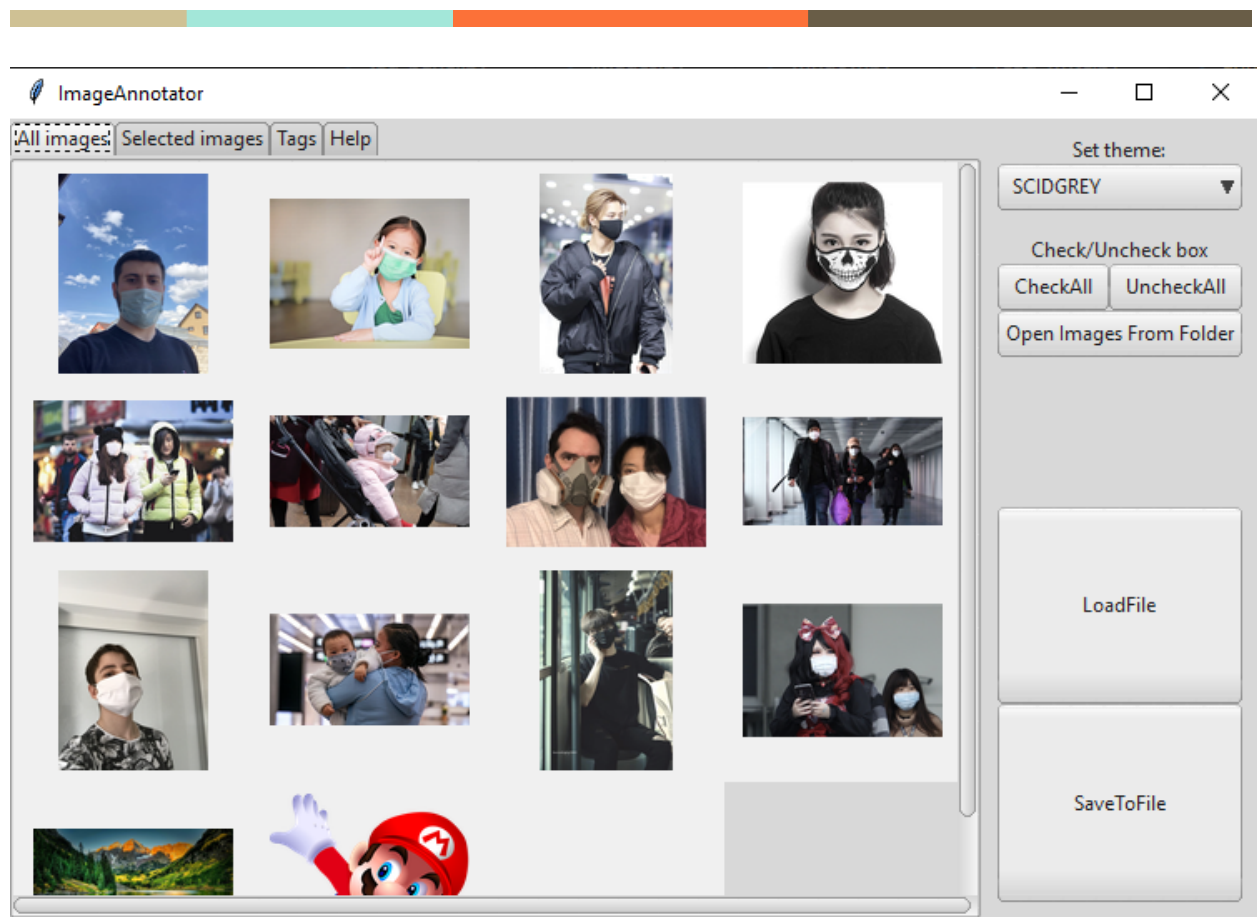 ImageAnnotator
All images Selected images Tags Help
Set theme:
SCIDGREY
Check/Uncheck box
CheckAll UncheckAll
Open Images From Folder
LoadFile
SaveToFile
M